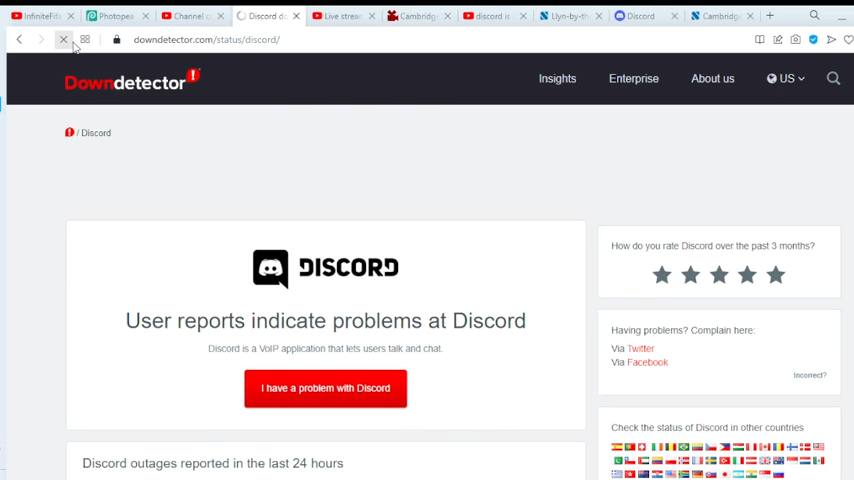 InfiniteFi
Photopea
Channel c
Discord do
Live stream
Cambridg
discord is
Llyn-by-th
Discord
Cambridg
downdetector.com/status/discord/
Downdetector
Insights
Enterprise
About us
US
/ Discord
DISCORD
User reports indicate problems at Discord
Discord is a VoIP application that lets users talk and chat.
I have a problem with Discord
Discord outages reported in the last 24 hours
How do you rate Discord over the past 3 months?
Having problems? Complain here:
Via Twitter
Via Facebook
Incorrect?
Check the status of Discord in other countries